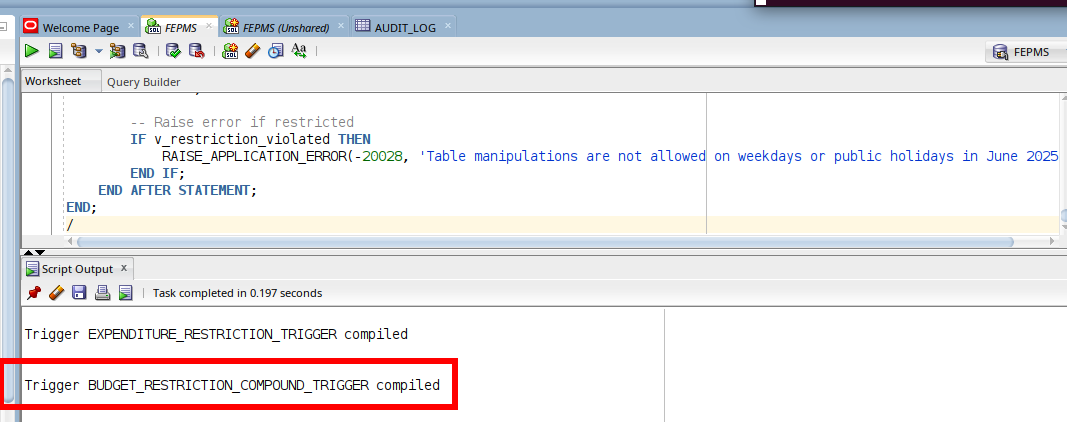 Welcome Page
FEPMS
FEPMS (Unshared)
AUDIT_LOG
FEPMS
Worksheet
Query Builder
-- Raise error if restricted
IF v_restriction_violated THEN
RAISE_APPLICATION_ERROR(-20028, 'Table manipulations are not allowed on weekdays or public holidays in June 2025
END IF;
END AFTER STATEMENT;
END;
/
Script Output x
Task completed in 0.197 seconds
Trigger EXPENDITURE_RESTRICTION_TRIGGER compiled
Trigger BUDGET_RESTRICTION_COMPOUND_TRIGGER compiled